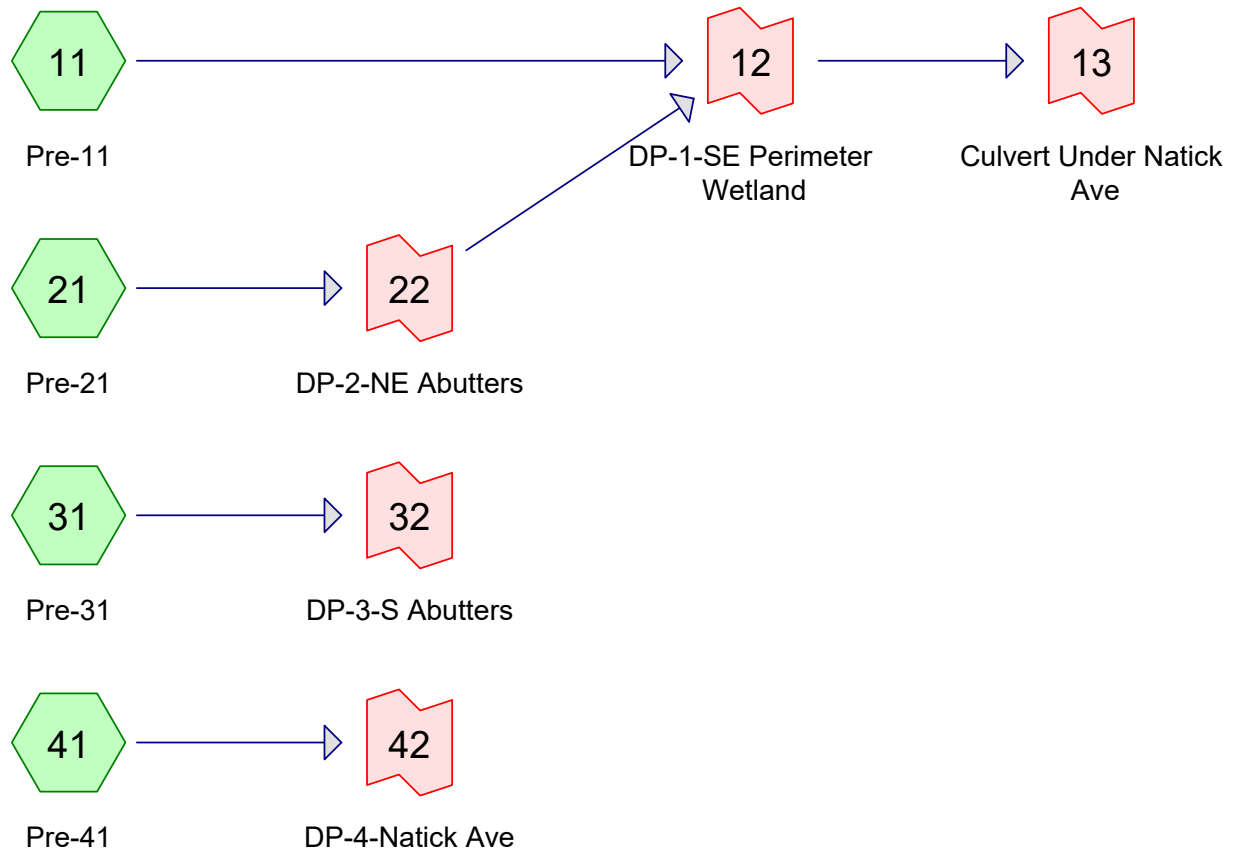 11
12
13
Pre-11
DP-1-SE Perimeter
Wetland
Culvert Under Natick
Ave
21
22
Pre-21
DP-2-NE Abutters
31
32
Pre-31
DP-3-S Abutters
41
42
Pre-41
DP-4-Natick Ave